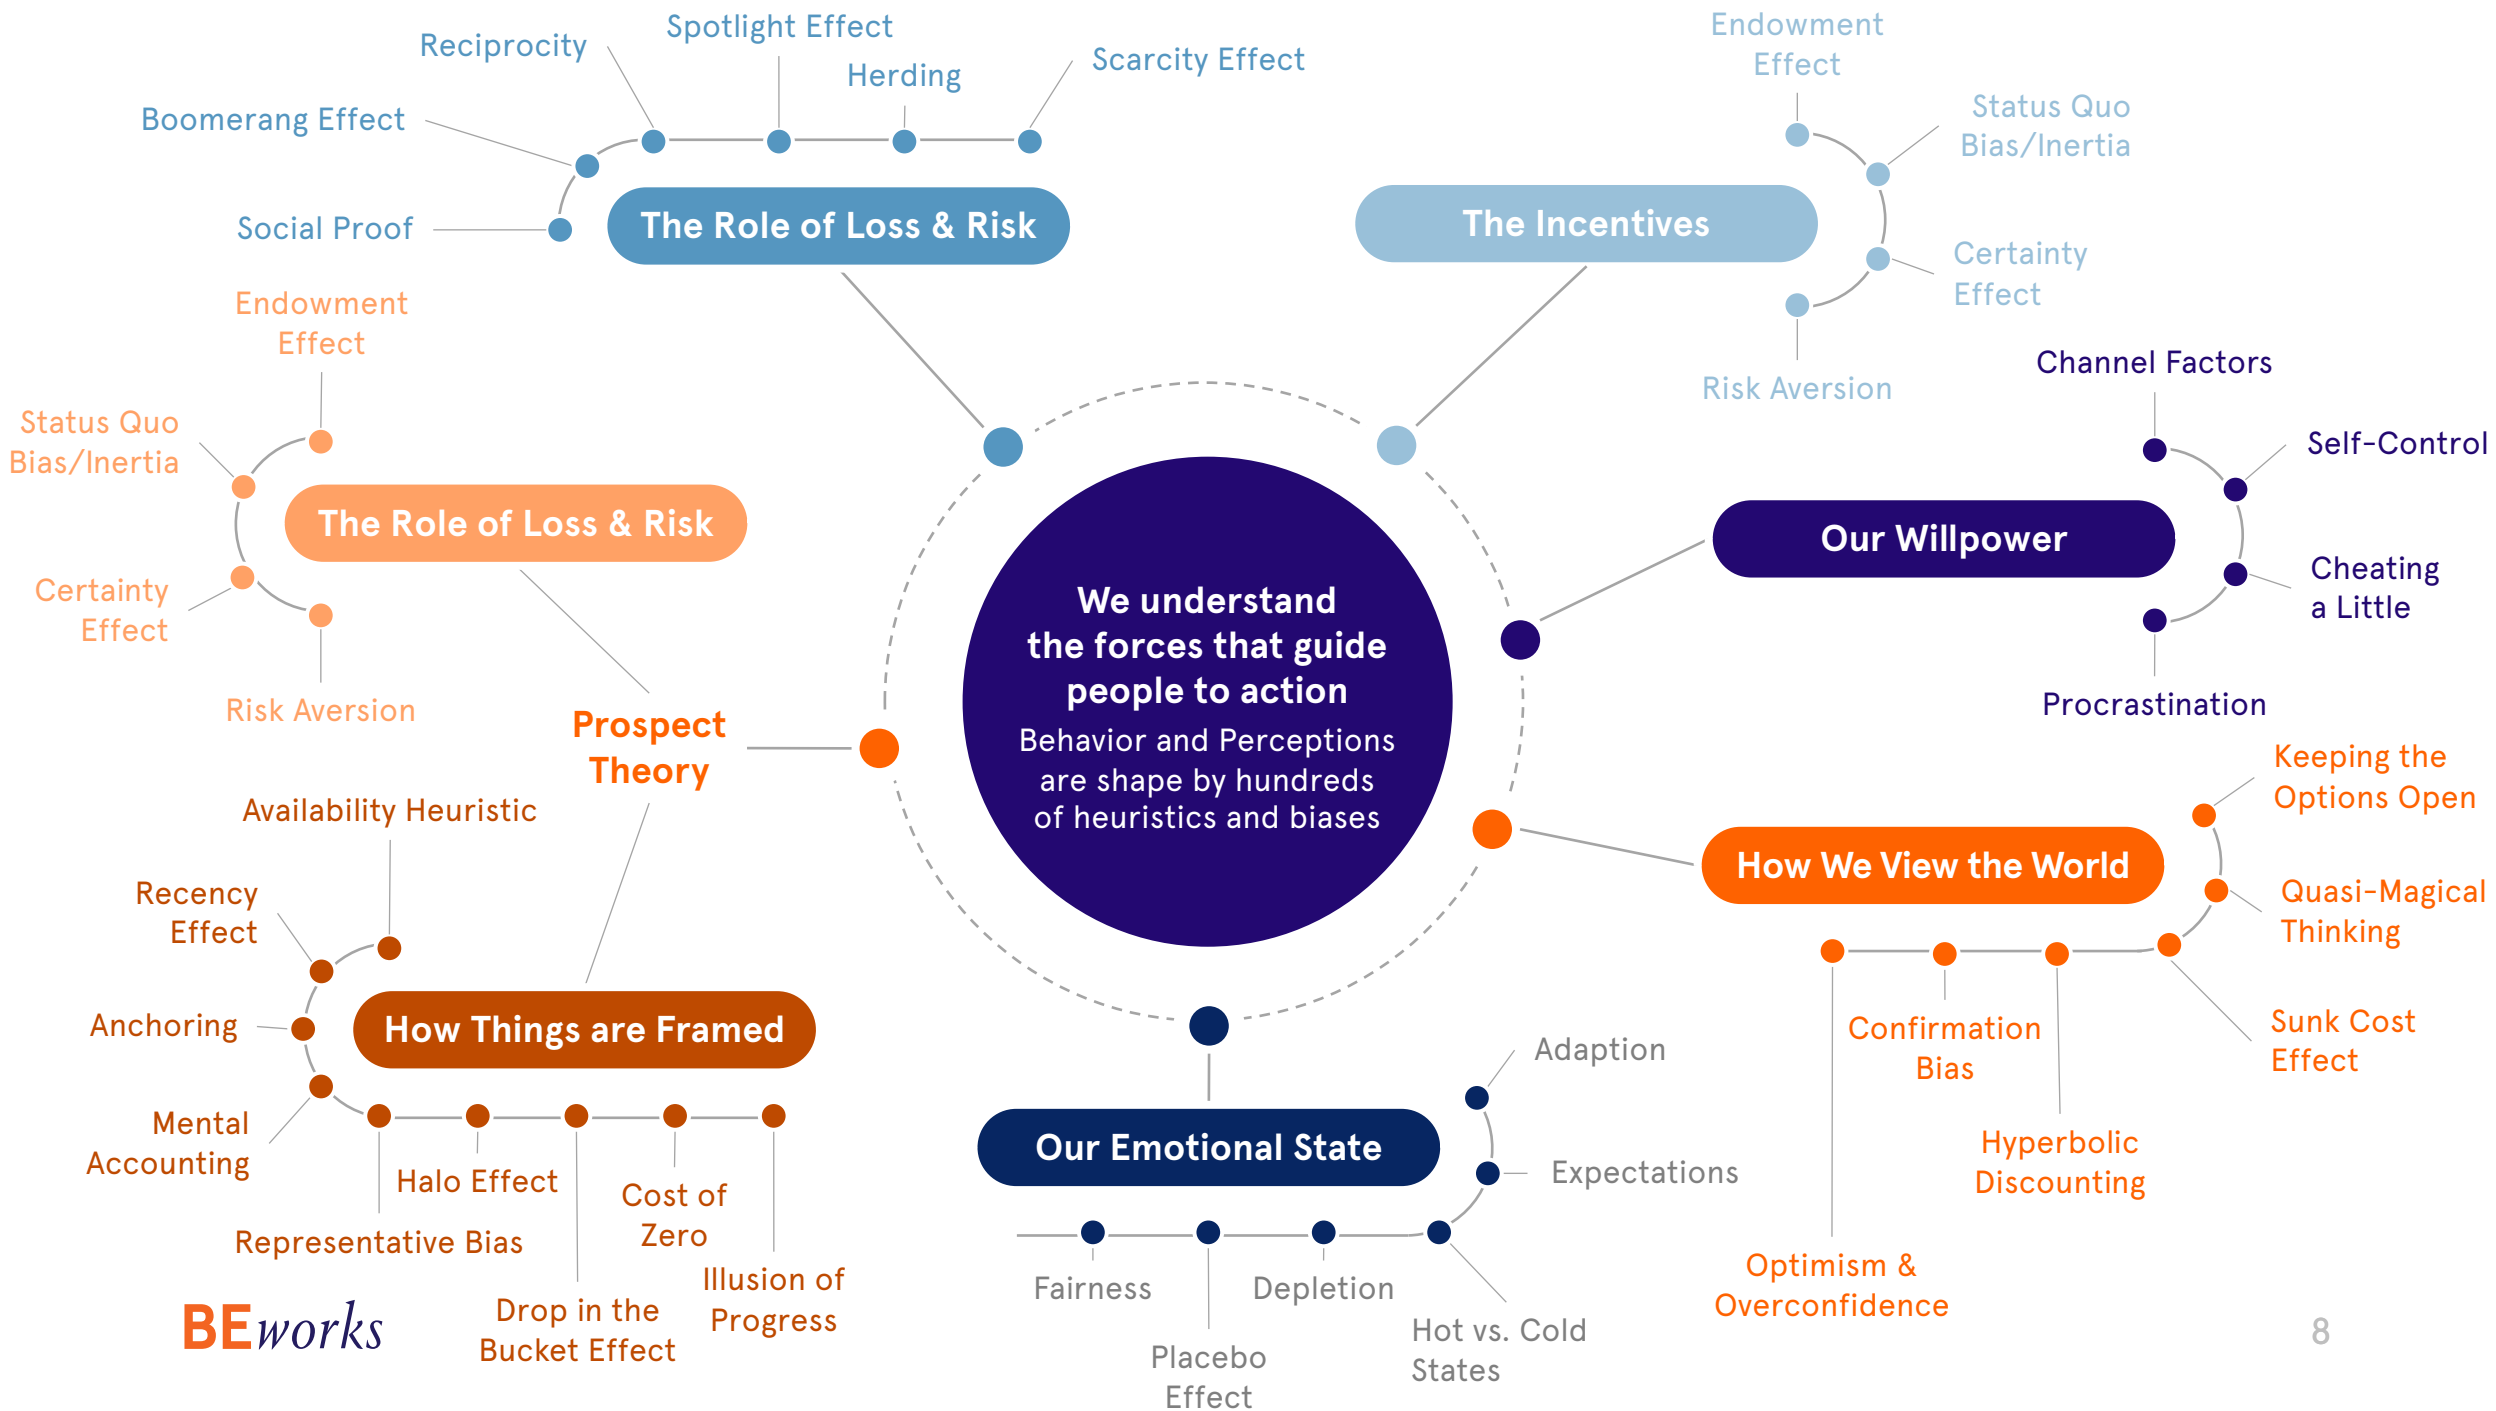 Spotlight Effect
Reciprocity
Herding
Scarcity Effect
Boomerang Effect
Social Proof
The Role of Loss & Risk
Endowment
Effect
Status Quo
Bias/Inertia
The Incentives
Certainty
Effect
Risk Aversion
Endowment
Effect
Status Quo
Bias/Inertia
The Role of Loss & Risk
Certainty
Effect
Risk Aversion
Channel Factors
Self-Control
Our Willpower
Cheating
a Little
Procrastination
We understand
the forces that guide
people to action
Behavior and Perceptions
are shape by hundreds
of heuristics and biases
Prospect
Theory
Keeping the
Options Open
How We View the World
Quasi-Magical
Thinking
Sunk Cost
Effect
Confirmation
Bias
Hyperbolic
Discounting
Optimism &
Overconfidence
Availability Heuristic
Recency
Effect
Anchoring
How Things are Framed
Mental
Accounting
Halo Effect
Representative Bias
Cost of
Zero
Illusion of
Progress
Drop in the
Bucket Effect
Adaption
Our Emotional State
Expectations
Fairness
Depletion
Placebo
Effect
Hot vs. Cold
States
BEworks
8